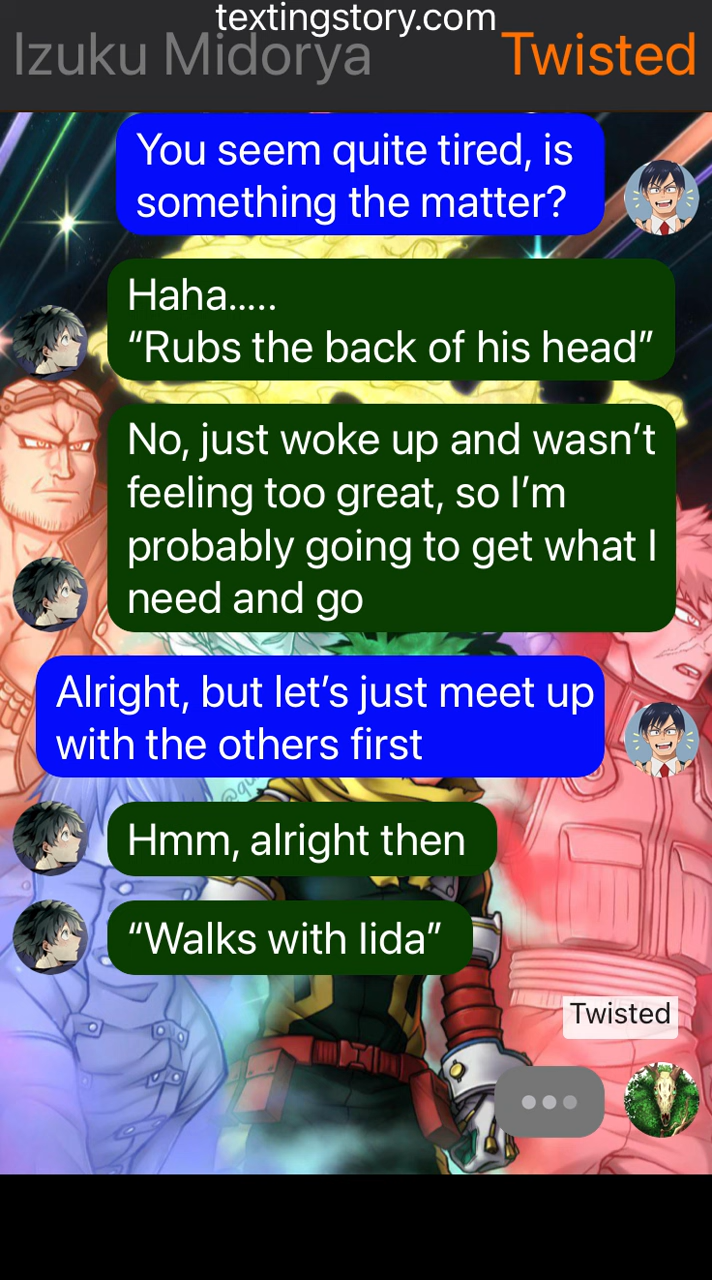 textingstory.com
Izuku Midorya
Twisted
You seem quite tired, is
something the matter?
Haha.....
“Rubs the back of his head”
No, just woke up and wasn’t
feeling too great, so I’m
probably going to get what I
need and go
Alright, but let’s just meet up
with the others first
Hmm, alright then
“Walks with Iida”
Twisted